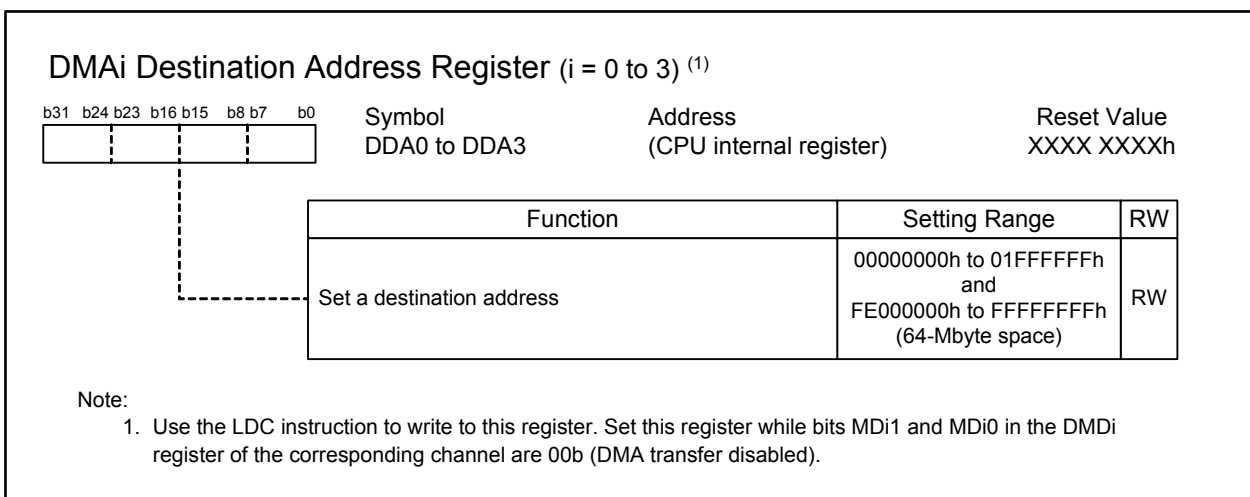 DMAi Destination Address Register (i = 0 to 3) (1)
b31 b24 b23 b16 b15 b8 b7 b0
Symbol Address Reset Value
DDA0 to DDA3 (CPU internal register) XXXX XXXXh
Function Setting Range RW
Set a destination address
00000000h to 01FFFFFFh
and
FE000000h to FFFFFFFFh
(64-Mbyte space)
RW
Note:
1. Use the LDC instruction to write to this register. Set this register while bits MDi1 and MDi0 in the DMDi
register of the corresponding channel are 00b (DMA transfer disabled).